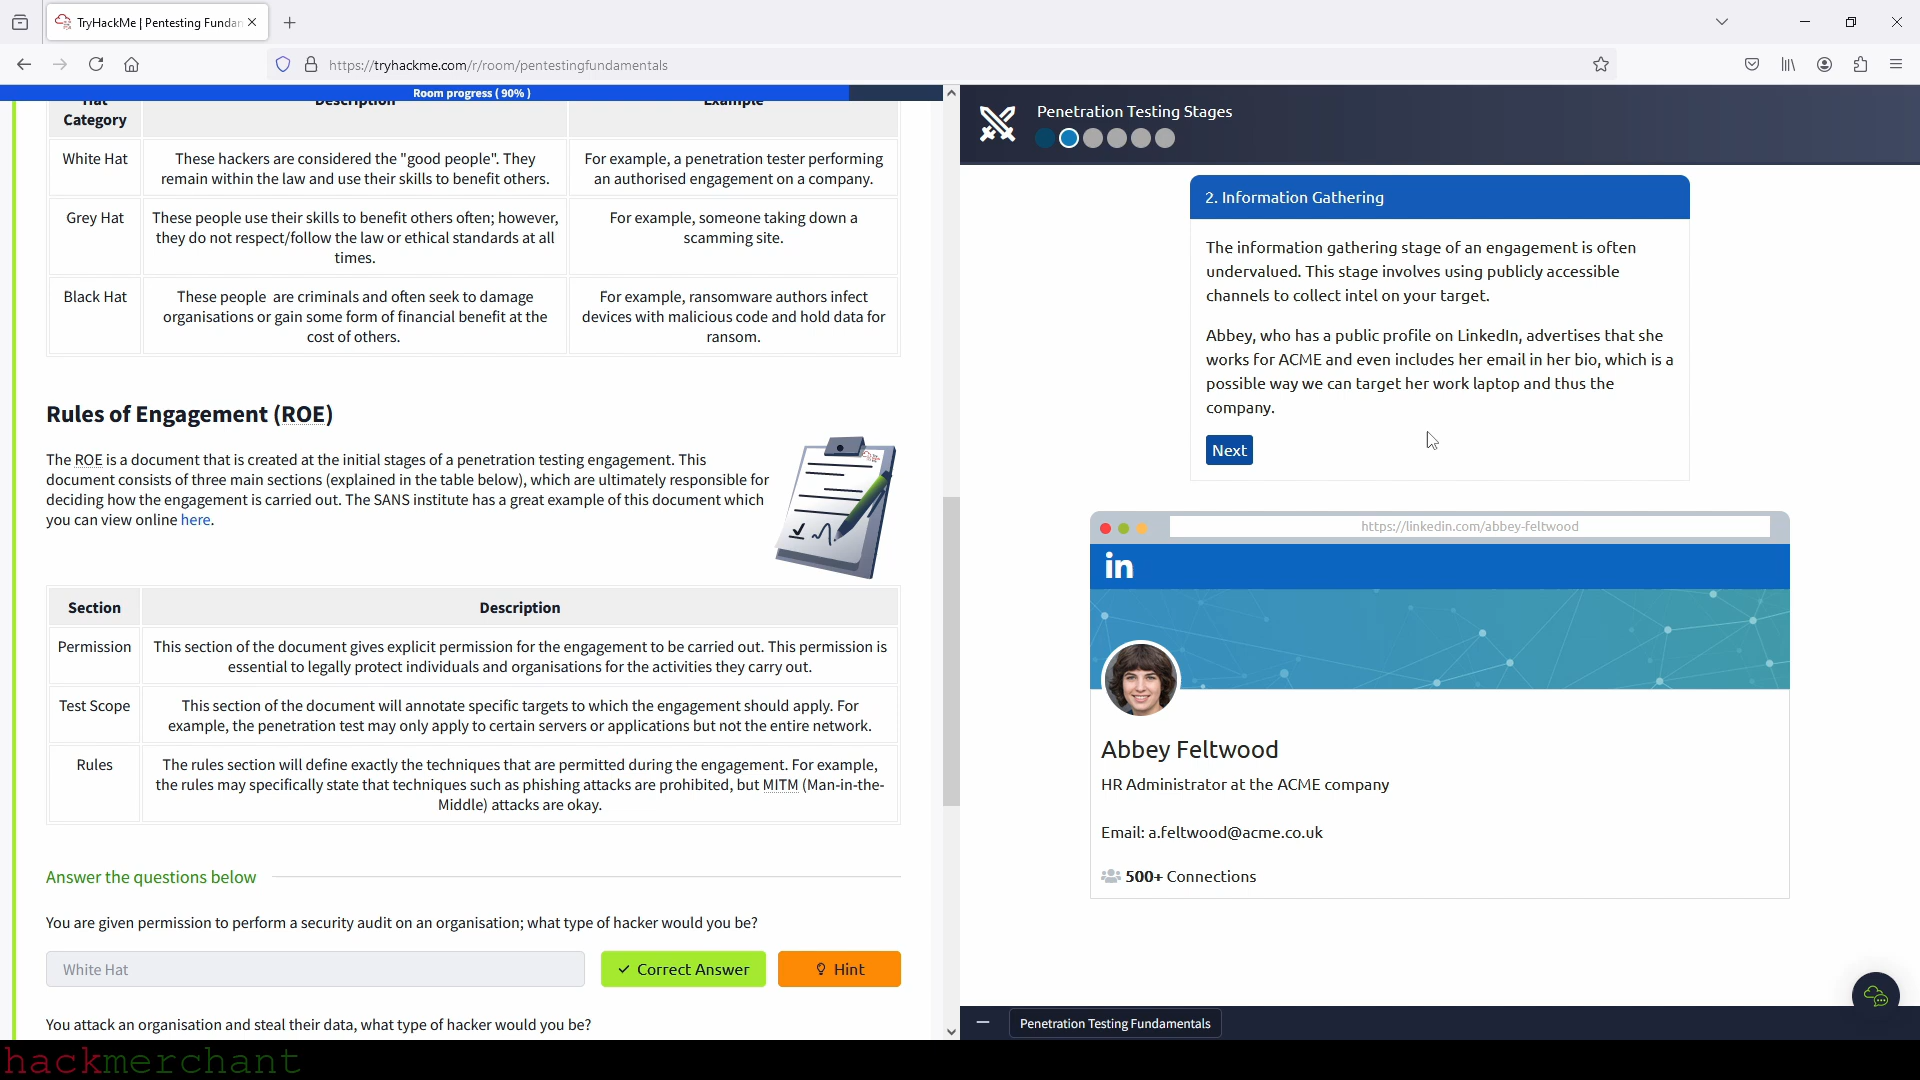 TryHackMe | Pentesting Fundan
https://tryhackme.com/r/room/pentestingfundamentals
Room progress ( 90% )
Hat
Category
Description
Example
White Hat
These hackers are considered the "good people". They
remain within the law and use their skills to benefit others.
For example, a penetration tester performing
an authorised engagement on a company.
Grey Hat
These people use their skills to benefit others often; however,
they do not respect/follow the law or ethical standards at all
times.
For example, someone taking down a
scamming site.
Black Hat
These people  are criminals and often seek to damage
organisations or gain some form of financial benefit at the
cost of others.
For example, ransomware authors infect
devices with malicious code and hold data for
ransom.
Rules of Engagement (ROE)
The ROE is a document that is created at the initial stages of a penetration testing engagement. This
document consists of three main sections (explained in the table below), which are ultimately responsible for
deciding how the engagement is carried out. The SANS institute has a great example of this document which
you can view online here.
Section
Description
Permission
This section of the document gives explicit permission for the engagement to be carried out. This permission is
essential to legally protect individuals and organisations for the activities they carry out.
Test Scope
This section of the document will annotate specific targets to which the engagement should apply. For
example, the penetration test may only apply to certain servers or applications but not the entire network.
Rules
The rules section will define exactly the techniques that are permitted during the engagement. For example,
the rules may specifically state that techniques such as phishing attacks are prohibited, but MITM (Man-in-the-
Middle) attacks are okay.
Answer the questions below
You are given permission to perform a security audit on an organisation; what type of hacker would you be?
White Hat
Correct Answer
Hint
You attack an organisation and steal their data, what type of hacker would you be?
Penetration Testing Stages
2. Information Gathering
The information gathering stage of an engagement is often
undervalued. This stage involves using publicly accessible
channels to collect intel on your target.
Abbey, who has a public profile on LinkedIn, advertises that she
works for ACME and even includes her email in her bio, which is a
possible way we can target her work laptop and thus the
company.
Next
https://linkedin.com/abbey-feltwood
in
Abbey Feltwood
HR Administrator at the ACME company
Email: a.feltwood@acme.co.uk
500+ Connections
Penetration Testing Fundamentals
hackmerchant